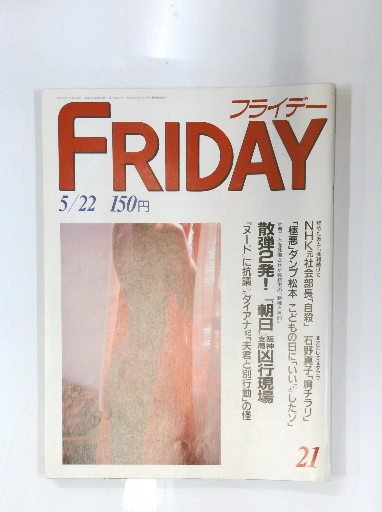 フライデー
FRIDAY
5/22 150円
NHK元社会部長「自殺」 石野真子「胸チラリ」
「極悪」ダンプ松本 こどもの日に「いい」としたゾ
散弾2発!「朝日」阪神支局凶行現場
「ヌード」に抗議!? ダイアナ妃「夫君と別行動」の怪
21